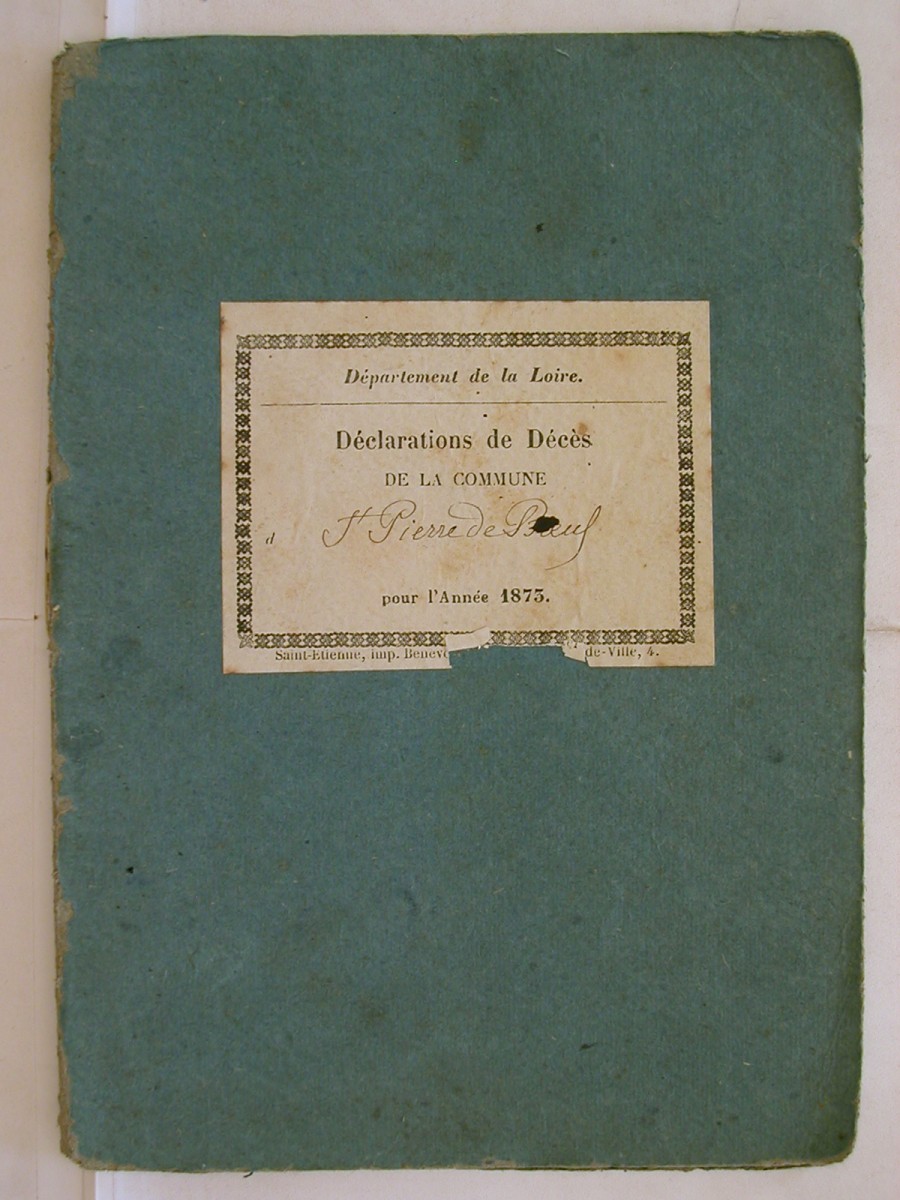 Département de la Loire.
Déclarations de Décès
DE LA COMMUNE
d St Pierre de Bœuf
pour l'Année 1873.
Saint-Etienne, imp. de-Ville, 4.